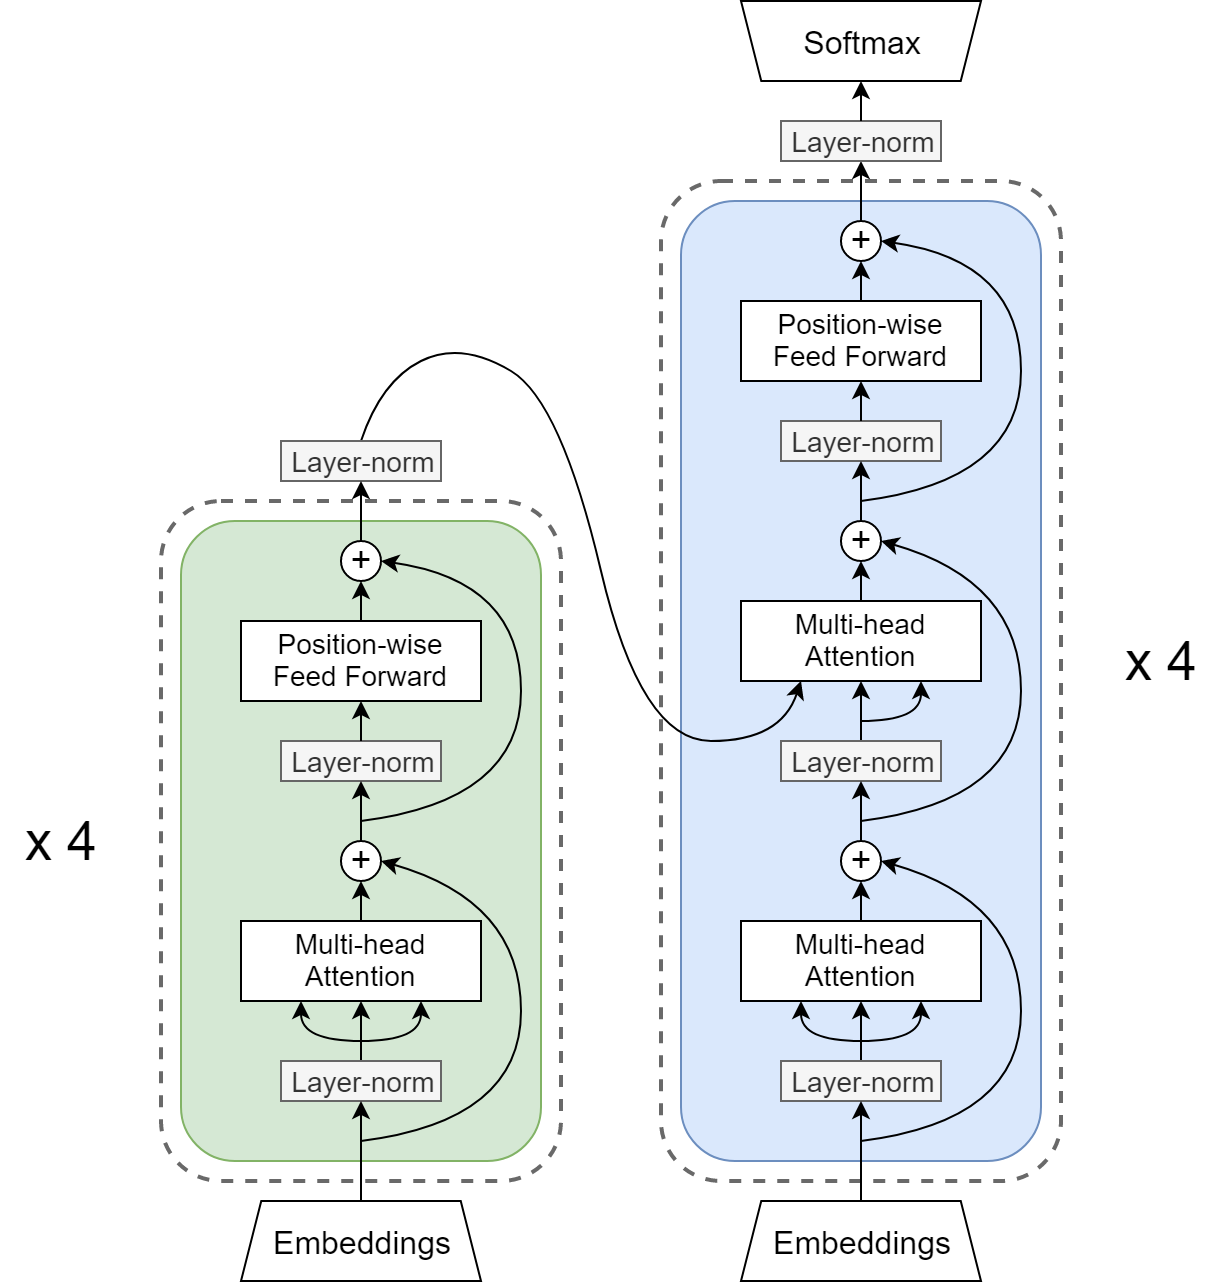 Softmax
Layer-norm
+
Position-wise
Feed Forward
Layer-norm
+
Multi-head
Attention
Layer-norm
+
Multi-head
Attention
Layer-norm
Embeddings
x 4
Layer-norm
+
Position-wise
Feed Forward
Layer-norm
+
Multi-head
Attention
Layer-norm
Embeddings
x 4